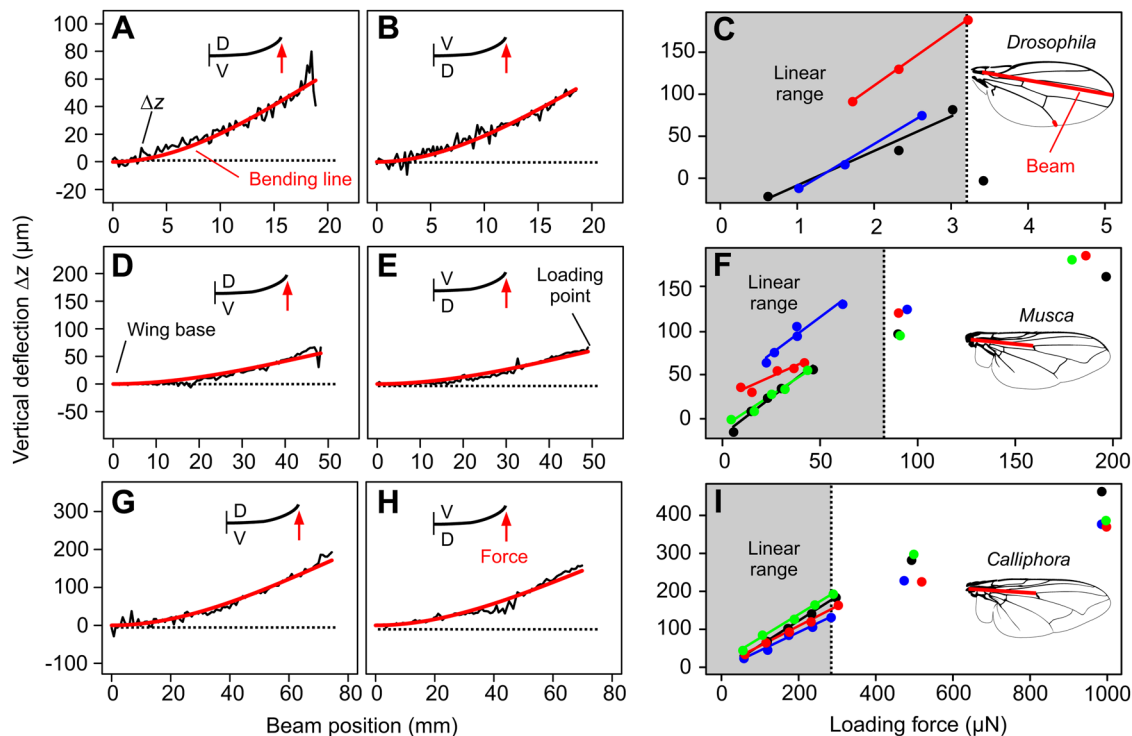 Vertical deflection Δz (µm)
A
D
V
Δz
Bending line
100
80
60
40
20
0
-20
0 5 10 15 20
B
V
D
0 5 10 15 20
C
Linear
range
Drosophila
Beam
150
100
50
0
0 1 2 3 4 5
D
D
V
Wing base
200
150
100
50
0
-50
0 10 20 30 40 50
E
V
D
Loading
point
0 10 20 30 40 50
F
Linear
range
Musca
150
100
50
0
0 50 100 150 200
G
D
V
300
200
100
0
-100
0 20 40 60 80
H
V
D
Force
0 20 40 60 80
I
Linear
range
Calliphora
400
300
200
100
0
0 200 400 600 800 1000
Beam position (mm)
Loading force (µN)